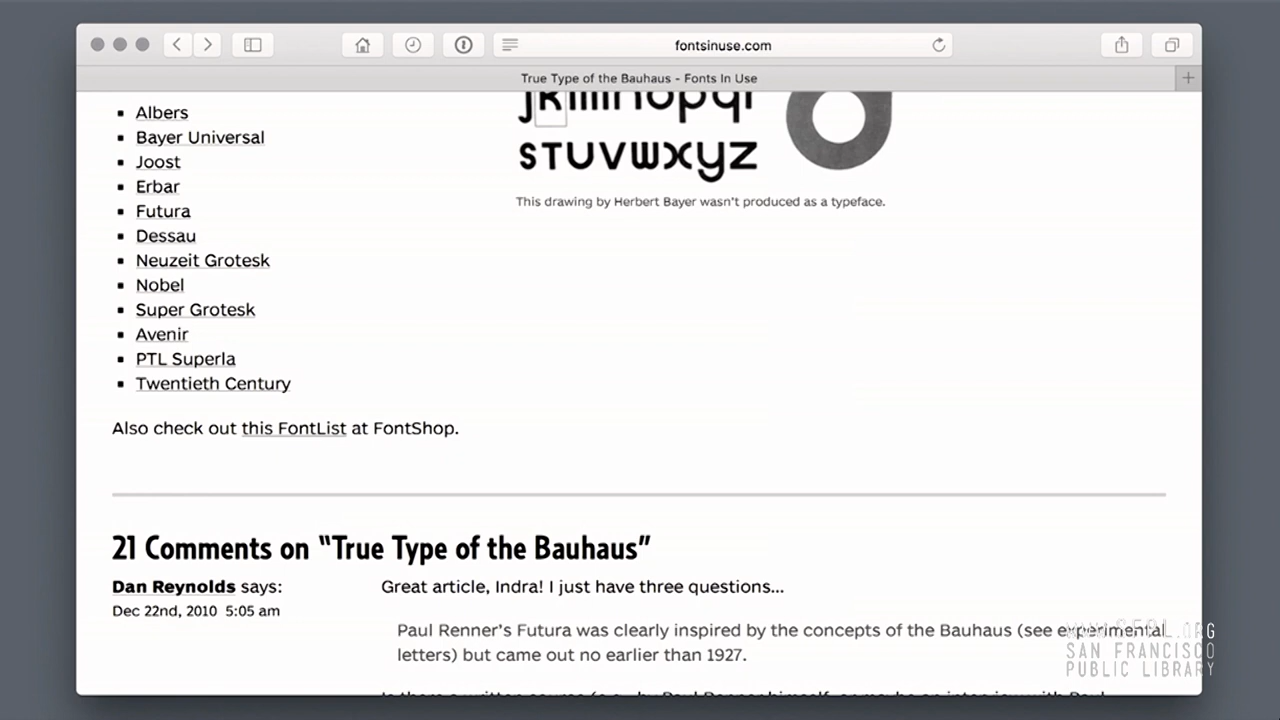 fontsinuse.com
True Type of the Bauhaus - Fonts In Use
Albers
Bayer Universal
Joost
Erbar
Futura
Dessau
Neuzeit Grotesk
Nobel
Super Grotesk
Avenir
PTL Superla
Twentieth Century
jklmnopqr
stuvwxyz
This drawing by Herbert Bayer wasn't produced as a typeface.
Also check out this FontList at FontShop.
21 Comments on “True Type of the Bauhaus”
Dan Reynolds says:
Dec 22nd, 2010 5:05 am
Great article, Indra! I just have three questions...
Paul Renner's Futura was clearly inspired by the concepts of the Bauhaus (see experimental
letters) but came out no earlier than 1927.
WWW.SFPL.ORG
SAN FRANCISCO
PUBLIC LIBRARY